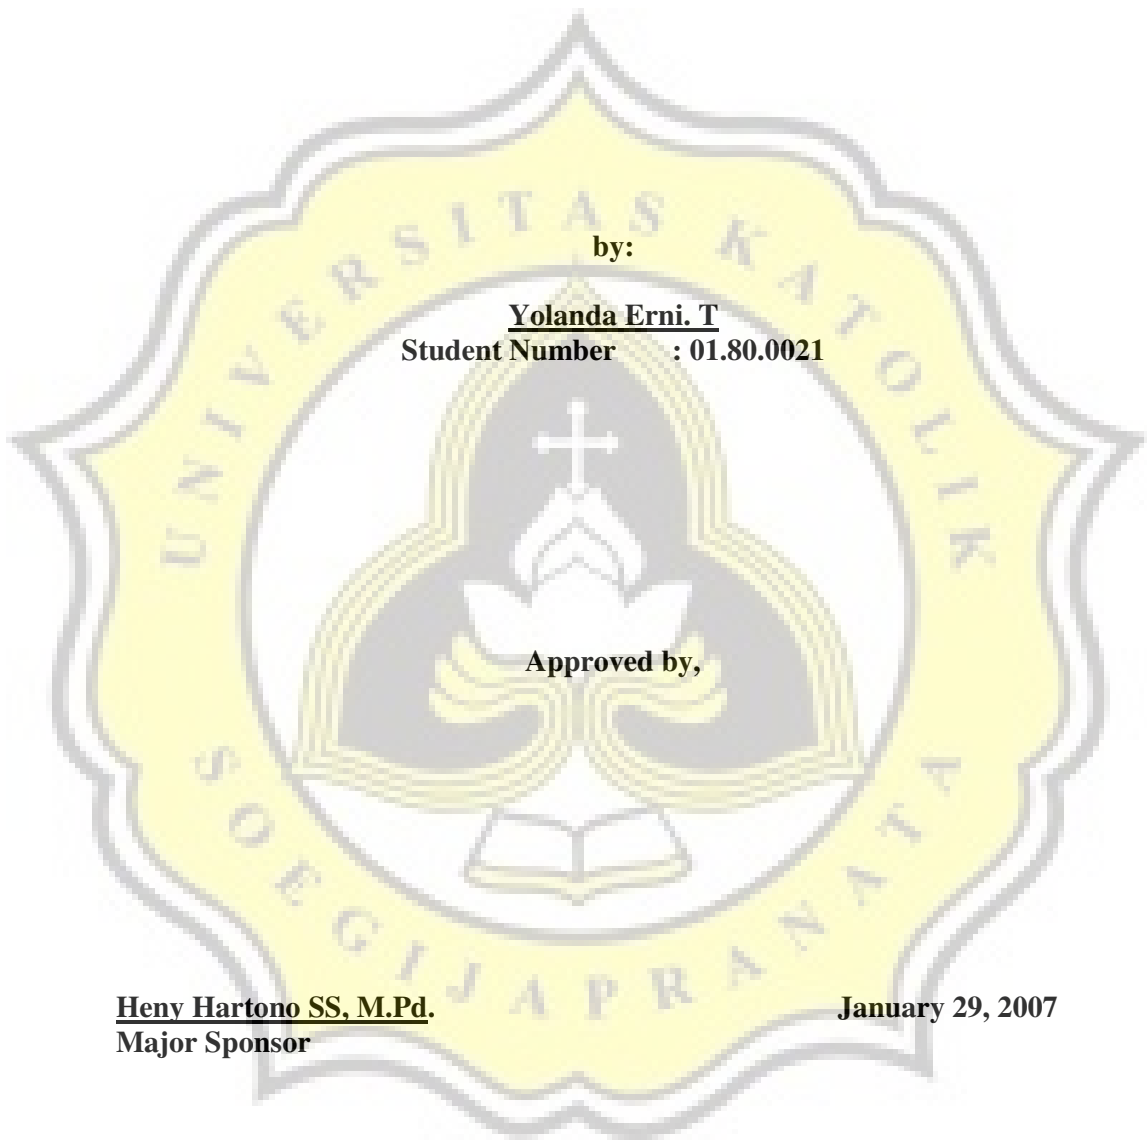 by:
Yolanda Erni. T
Student Number : 01.80.0021
UNIVERSITAS KATOLIK
SOEGIJAPRANATA
Approved by,
Heny Hartono SS, M.Pd. January 29, 2007
Major Sponsor